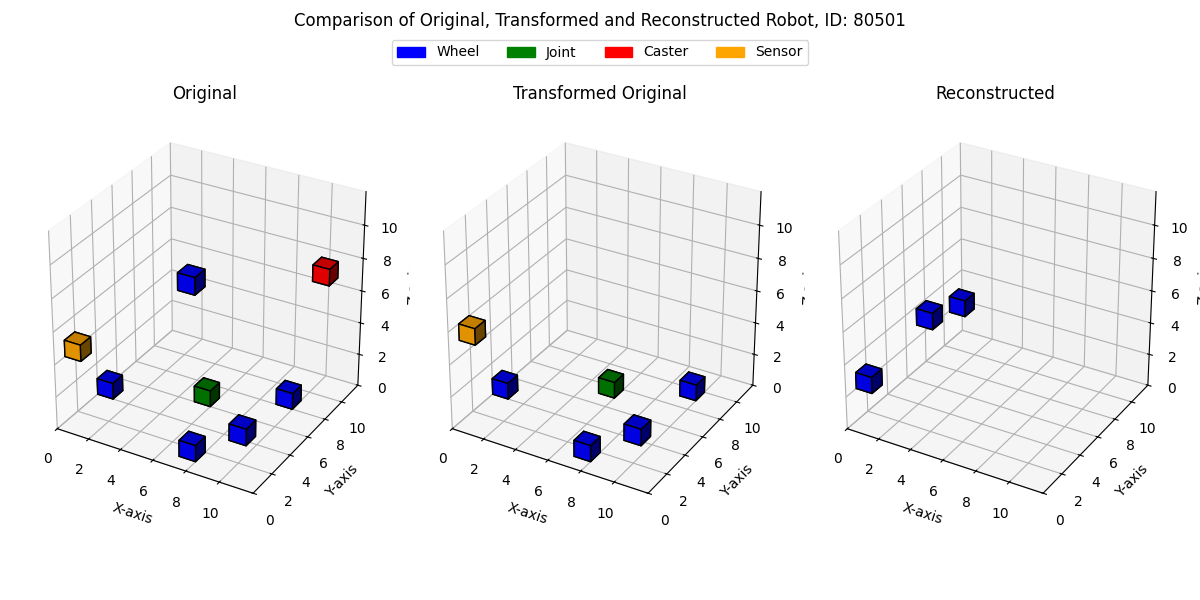 Comparison of Original, Transformed and Reconstructed Robot, ID: 80501
Wheel Joint Caster Sensor
Original
0 2 4 6 8 10
X-axis
0 2 4 6 8 10
Y-axis
0 2 4 6 8 10
Transformed Original
0 2 4 6 8 10
X-axis
0 2 4 6 8 10
Y-axis
0 2 4 6 8 10
Reconstructed
0 2 4 6 8 10
X-axis
0 2 4 6 8 10
Y-axis
0 2 4 6 8 10